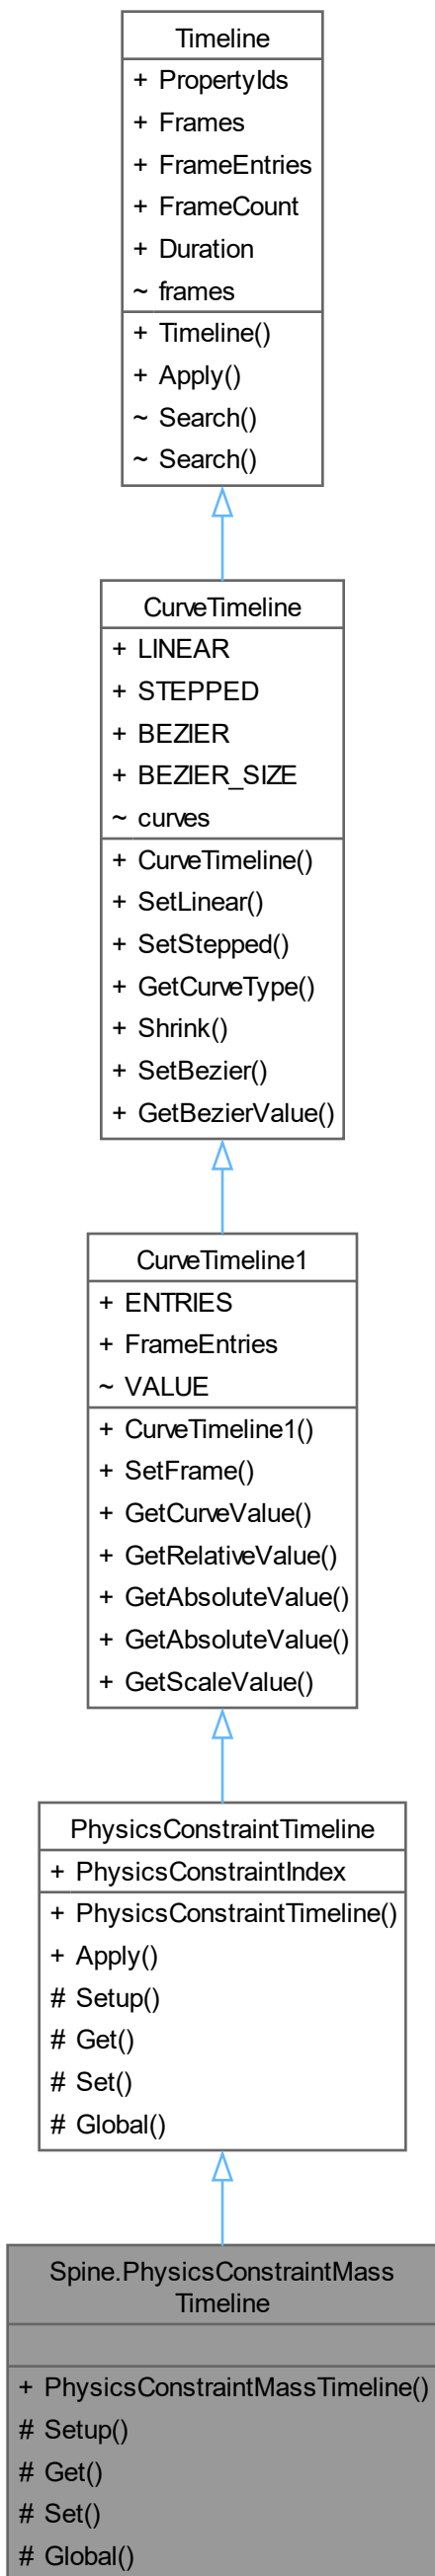 Timeline
+ PropertyIds
+ Frames
+ FrameEntries
+ FrameCount
+ Duration
~ frames
+ Timeline()
+ Apply()
~ Search()
~ Search()
CurveTimeline
+ LINEAR
+ STEPPED
+ BEZIER
+ BEZIER_SIZE
~ curves
+ CurveTimeline()
+ SetLinear()
+ SetStepped()
+ GetCurveType()
+ Shrink()
+ SetBezier()
+ GetBezierValue()
CurveTimeline1
+ ENTRIES
+ FrameEntries
~ VALUE
+ CurveTimeline1()
+ SetFrame()
+ GetCurveValue()
+ GetRelativeValue()
+ GetAbsoluteValue()
+ GetAbsoluteValue()
+ GetScaleValue()
PhysicsConstraintTimeline
+ PhysicsConstraintIndex
+ PhysicsConstraintTimeline()
+ Apply()
# Setup()
# Get()
# Set()
# Global()
Spine.PhysicsConstraintMass
Timeline
+ PhysicsConstraintMassTimeline()
# Setup()
# Get()
# Set()
# Global()